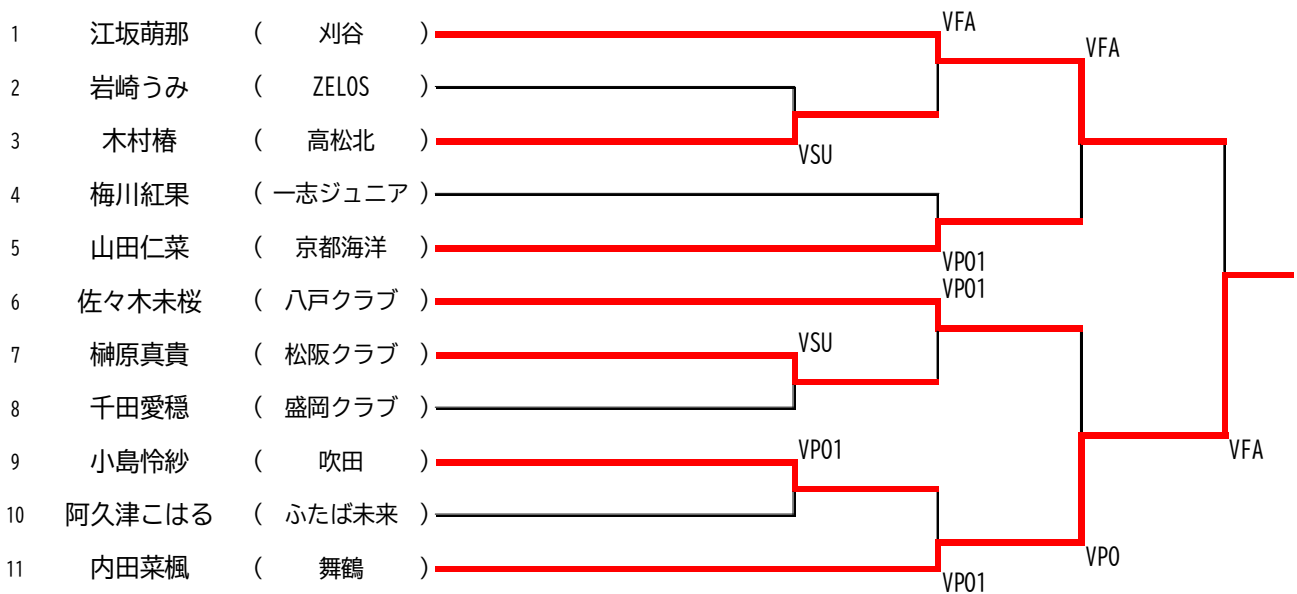 VFA
1 江坂萌那 ( 刈谷 )
VFA
2 岩崎うみ ( ZELOS )
3 木村椿 ( 高松北 )
VSU
4 梅川紅果 ( 一志ジュニア )
5 山田仁菜 ( 京都海洋 )
VPO1
VPO1
6 佐々木未桜 ( 八戸クラブ )
VSU
7 榊原真貴 ( 松阪クラブ )
8 千田愛穏 ( 盛岡クラブ )
VPO1
VFA
9 小島怜紗 ( 吹田 )
10 阿久津こはる ( ふたば未来 )
VPO
11 内田菜楓 ( 舞鶴 )
VPO1